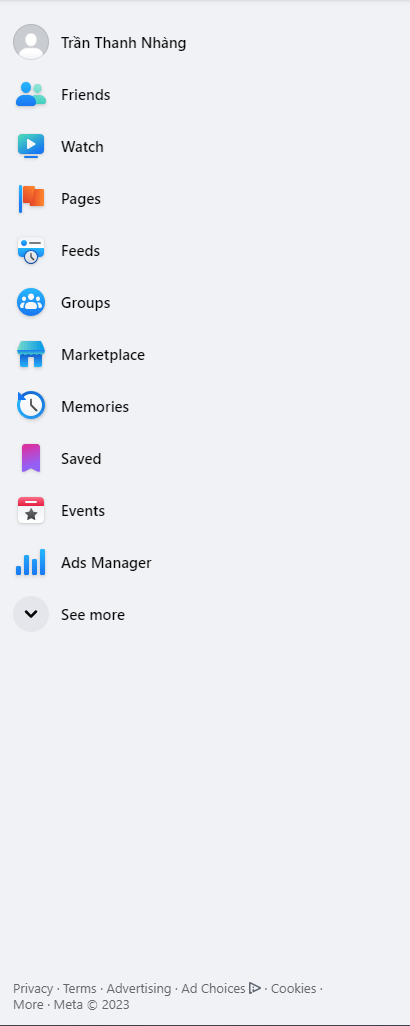 Trần Thanh Nhàng
Friends
Watch
Pages
Feeds
Groups
Marketplace
Memories
Saved
Events
Ads Manager
See more
Privacy · Terms · Advertising · Ad Choices · Cookies ·
More · Meta © 2023